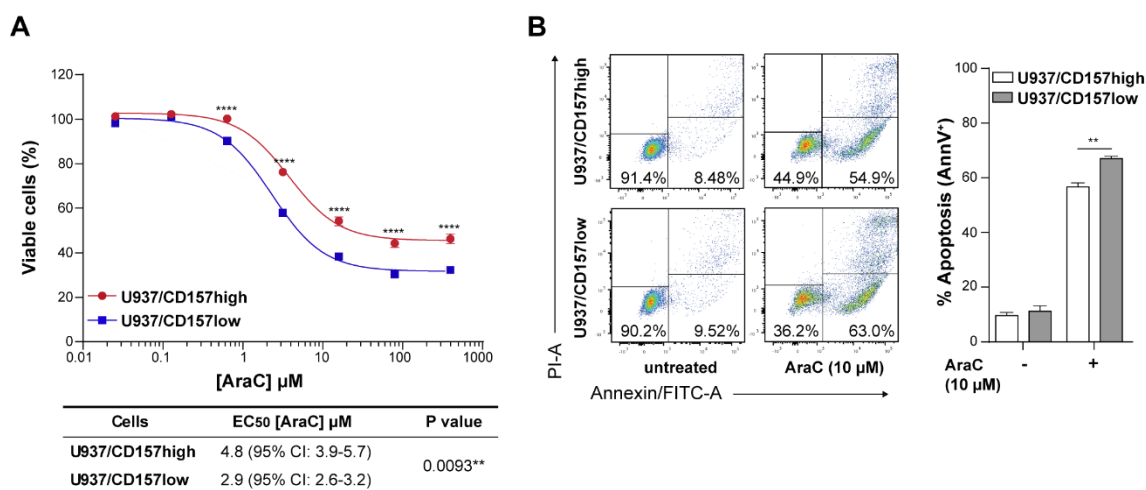 A
Viable cells (%)
120
100
80
60
40
20
0
****
****
****
****
****
U937/CD157high
U937/CD157low
0.01
0.1
1
10
100
1000
[AraC] µM
Cells EC50 [AraC] µM P value
U937/CD157high 4.8 (95% CI: 3.9-5.7)
0.0093**
U937/CD157low 2.9 (95% CI: 2.6-3.2)
B
U937/CD157high
91.4% 8.48%
44.9% 54.9%
U937/CD157low
90.2% 9.52%
36.2% 63.0%
untreated AraC (10 µM)
PI-A
Annexin/FITC-A
% Apoptosis (AnnV+)
100
80
60
40
20
0
U937/CD157high
U937/CD157low
**
AraC - +
(10 µM)